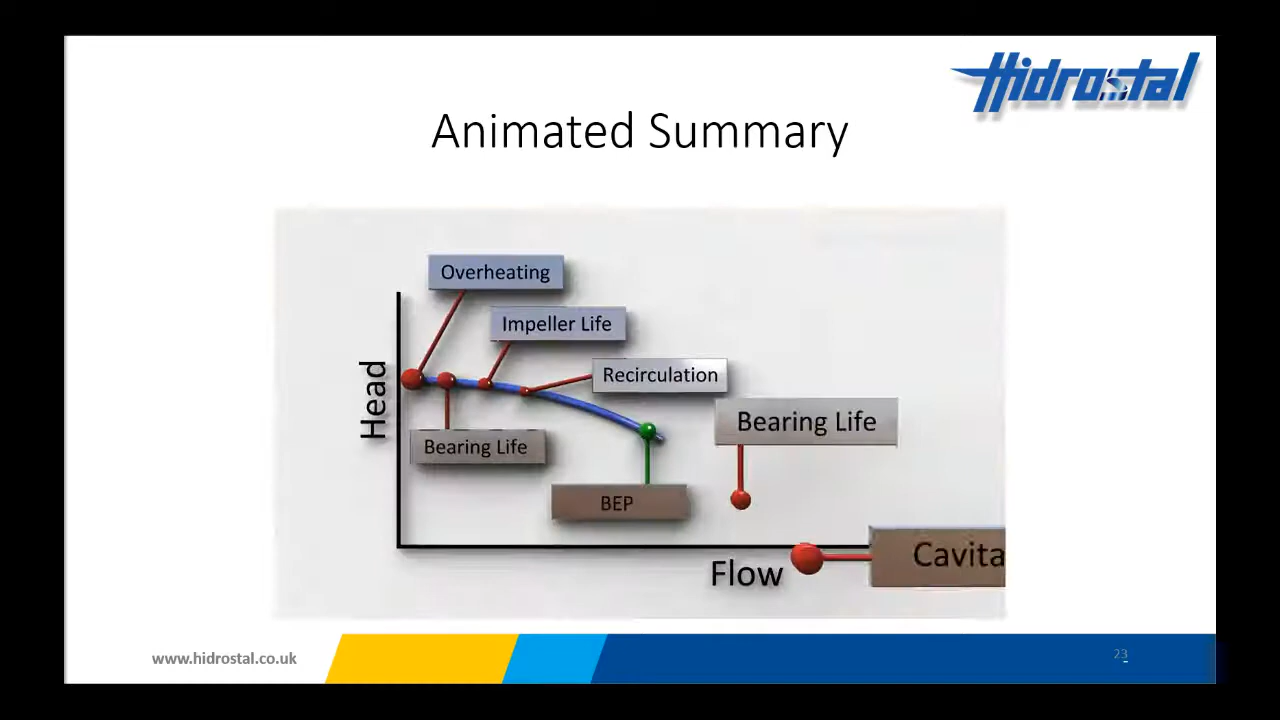 Hidrostal
Animated Summary
Overheating
Impeller Life
Recirculation
Head
Bearing Life
Bearing Life
BEP
Cavita
Flow
www.hidrostal.co.uk
23